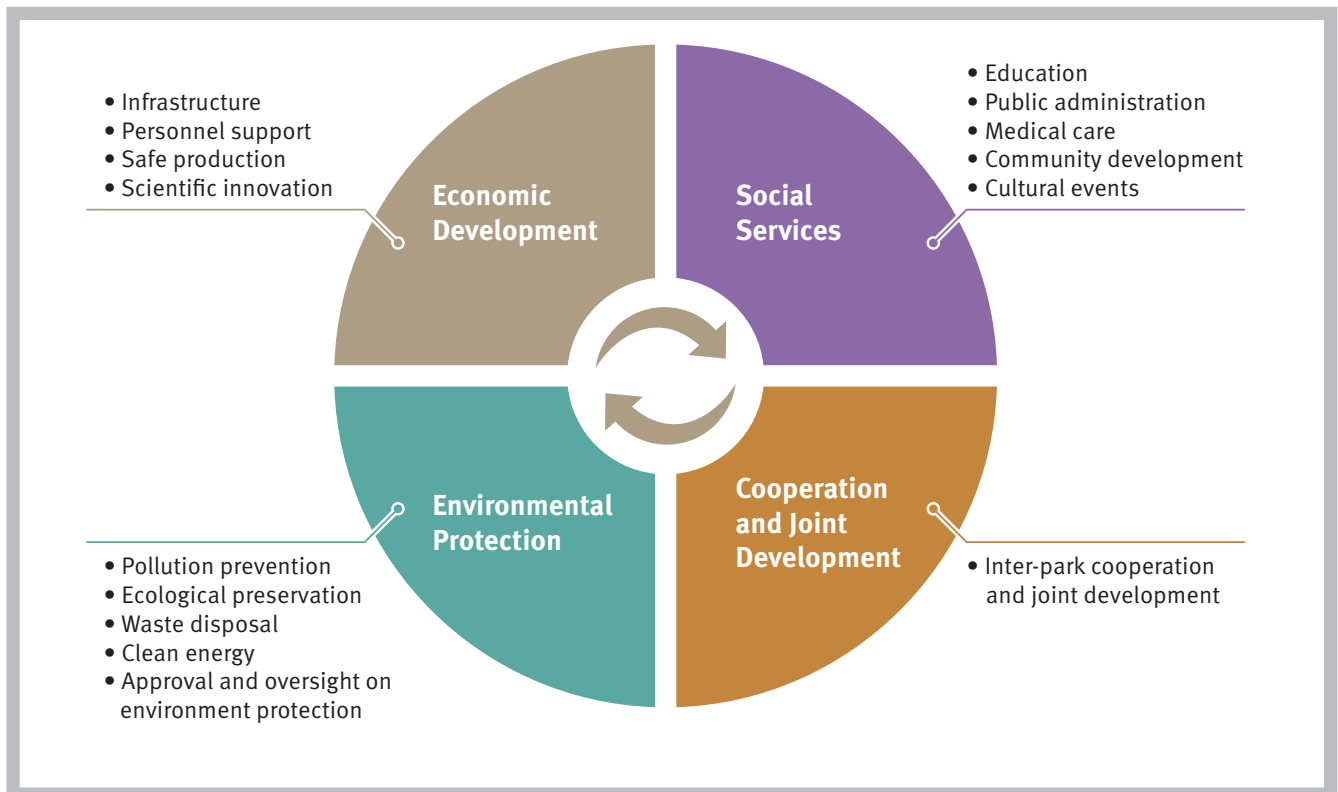 • Infrastructure
• Personnel support
• Safe production
• Scientific innovation
Economic
Development
• Education
• Public administration
• Medical care
• Community development
• Cultural events
Social
Services
Environmental
Protection
• Pollution prevention
• Ecological preservation
• Waste disposal
• Clean energy
• Approval and oversight on
environment protection
Cooperation
and Joint
Development
• Inter-park cooperation
and joint development